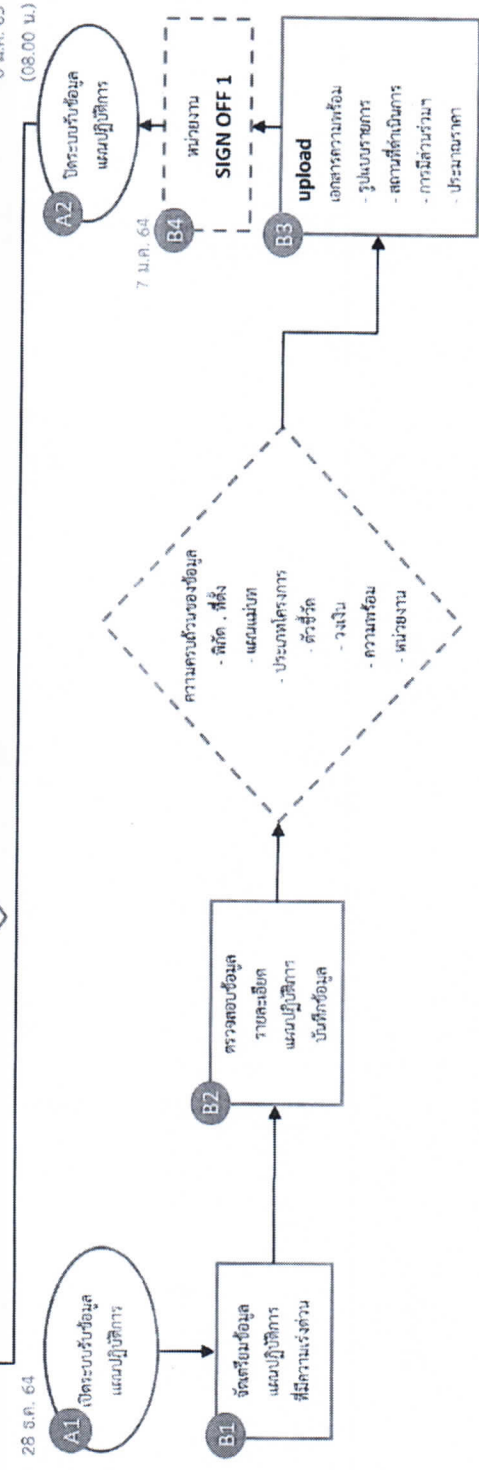 28 ธ.ค. 64
A1
เปิดระบบรับข้อมูล
แผนปฏิบัติการ
B1
จัดเตรียมข้อมูล
แผนปฏิบัติการ
ที่มีความเร่งด่วน
B2
ตรวจสอบข้อมูล
รายละเอียด
แผนปฏิบัติการ
บันทึกข้อมูล
ความครบถ้วนของข้อมูล
- พิกัด , ที่ตั้ง
- แผนแม่บท
- ประเภทโครงการ
- ตัวชี้วัด
- วงเงิน
- ความพร้อม
- หน่วยงาน
B3
upload
เอกสารความพร้อม
- รูปแบบรายการ
- สถานที่ดำเนินการ
- การมีส่วนร่วมฯ
- ประมาณราคา
7 ม.ค. 64
B4
หน่วยงาน
SIGN OFF 1
(08.00 น.)
A2
ปิดระบบรับข้อมูล
แผนปฏิบัติการ